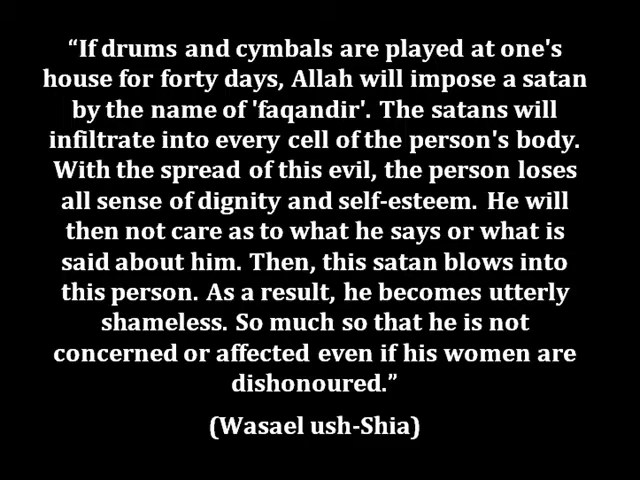 “If drums and cymbals are played at one's
house for forty days, Allah will impose a satan
by the name of 'faqandir'. The satans will
infiltrate into every cell of the person's body.
With the spread of this evil, the person loses
all sense of dignity and self-esteem. He will
then not care as to what he says or what is
said about him. Then, this satan blows into
this person. As a result, he becomes utterly
shameless. So much so that he is not
concerned or affected even if his women are
dishonoured.”
(Wasael ush-Shia)